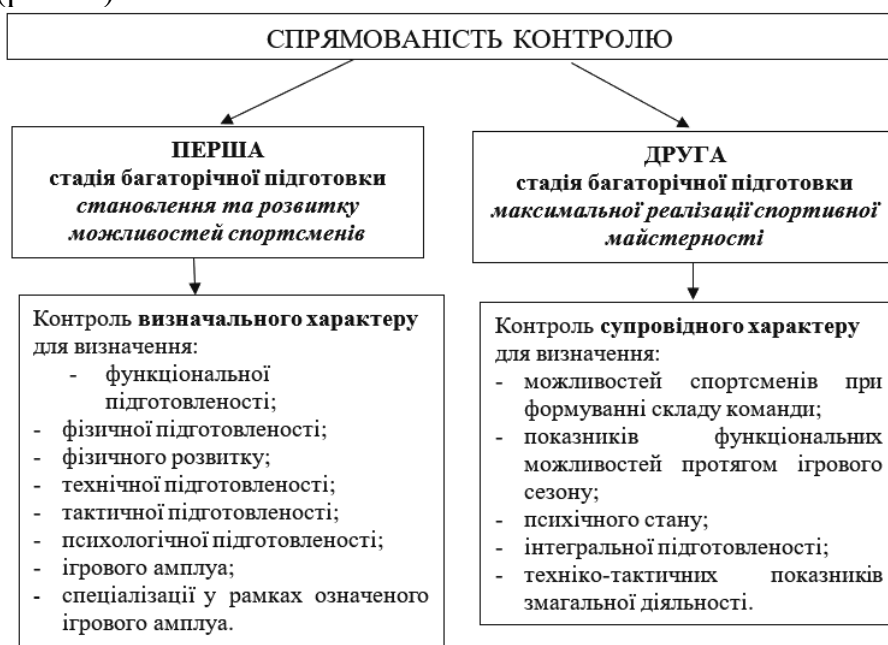 СПРЯМОВАНІСТЬ КОНТРОЛЮ
ПЕРША
стадія багаторічної підготовки
становлення та розвитку
можливостей спортсменів
ДРУГА
стадія багаторічної підготовки
максимальної реалізації спортивної
майстерності
Контроль визначального характеру
для визначення:
- функціональної
підготовленості;
- фізичної підготовленості;
- фізичного розвитку;
- технічної підготовленості;
- тактичної підготовленості;
- психологічної підготовленості;
- ігрового амплуа;
- спеціалізації у рамках означеного
ігрового амплуа.
Контроль супровідного характеру
для визначення:
- можливостей спортсменів при
формуванні складу команди;
- показників функціональних
можливостей протягом ігрового
сезону;
- психічного стану;
- інтегральної підготовленості;
- техніко-тактичних показників
змагальної діяльності.